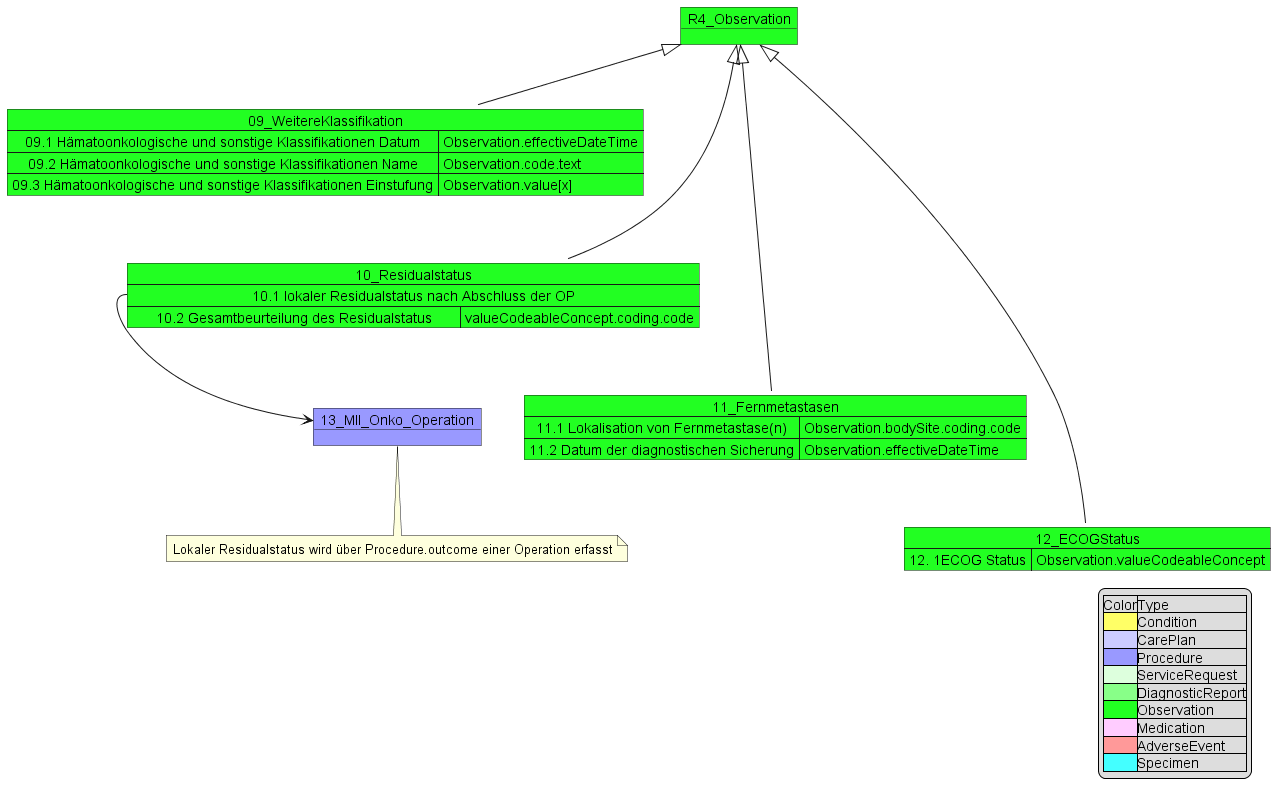 R4_Observation
09_WeitereKlassifikation
09.1 Hämatoonkologische und sonstige Klassifikationen Datum Observation.effectiveDateTime
09.2 Hämatoonkologische und sonstige Klassifikationen Name Observation.code.text
09.3 Hämatoonkologische und sonstige Klassifikationen Einstufung Observation.value[x]
10_Residualstatus
10.1 lokaler Residualstatus nach Abschluss der OP
10.2 Gesamtbeurteilung des Residualstatus valueCodeableConcept.coding.code
13_MII_Onko_Operation
11_Fernmetastasen
11.1 Lokalisation von Fernmetastase(n) Observation.bodySite.coding.code
11.2 Datum der diagnostischen Sicherung Observation.effectiveDateTime
Lokaler Residualstatus wird über Procedure.outcome einer Operation erfasst
12_ECOGStatus
12. 1ECOG Status Observation.valueCodeableConcept
Color Type
Condition
CarePlan
Procedure
ServiceRequest
DiagnosticReport
Observation
Medication
AdverseEvent
Specimen